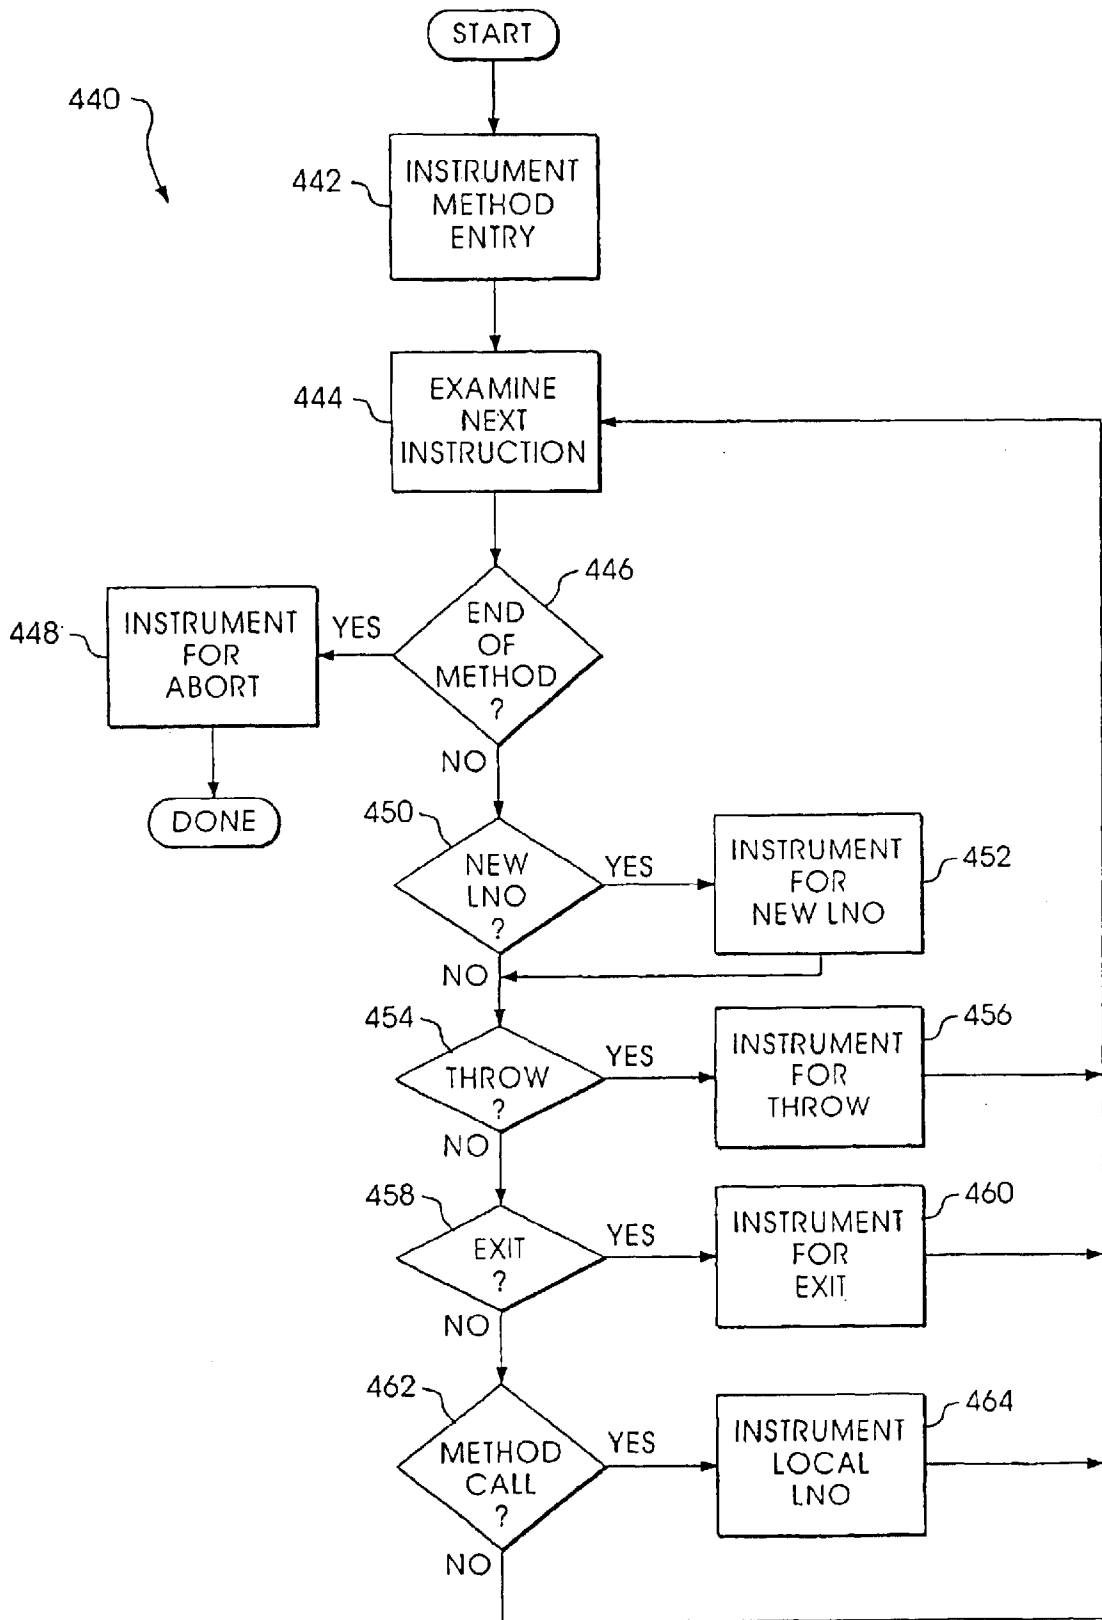 START
440
442
INSTRUMENT
METHOD
ENTRY
444
EXAMINE
NEXT
INSTRUCTION
446
END
OF
METHOD
?
YES
448
INSTRUMENT
FOR
ABORT
NO
DONE
450
NEW
LNO
?
YES
INSTRUMENT
FOR
NEW LNO
452
NO
454
THROW
?
YES
INSTRUMENT
FOR
THROW
456
NO
458
EXIT
?
YES
INSTRUMENT
FOR
EXIT
460
NO
462
METHOD
CALL
?
YES
INSTRUMENT
LOCAL
LNO
464
NO